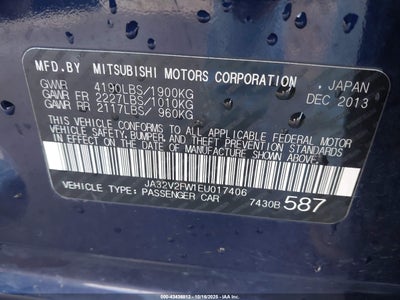 MFD.BY MITSUBISHI MOTORS CORPORATION , JAPAN
GVWR 4190LBS/1900KG DEC 2013
GAWR FR 2227LBS/1010KG
GAWR RR 2117LBS/ 960KG
THIS VEHICLE CONFORMS TO ALL APPLICABLE FEDERAL MOTOR
VEHICLE SAFETY, BUMPER, AND THEFT PREVENTION STANDARDS
IN EFFECT ON THE DATE OF MANUFACTURE SHOWN ABOVE.
JA32V2FW1EU017406
VEHICLE TYPE: PASSENGER CAR
7430B 587